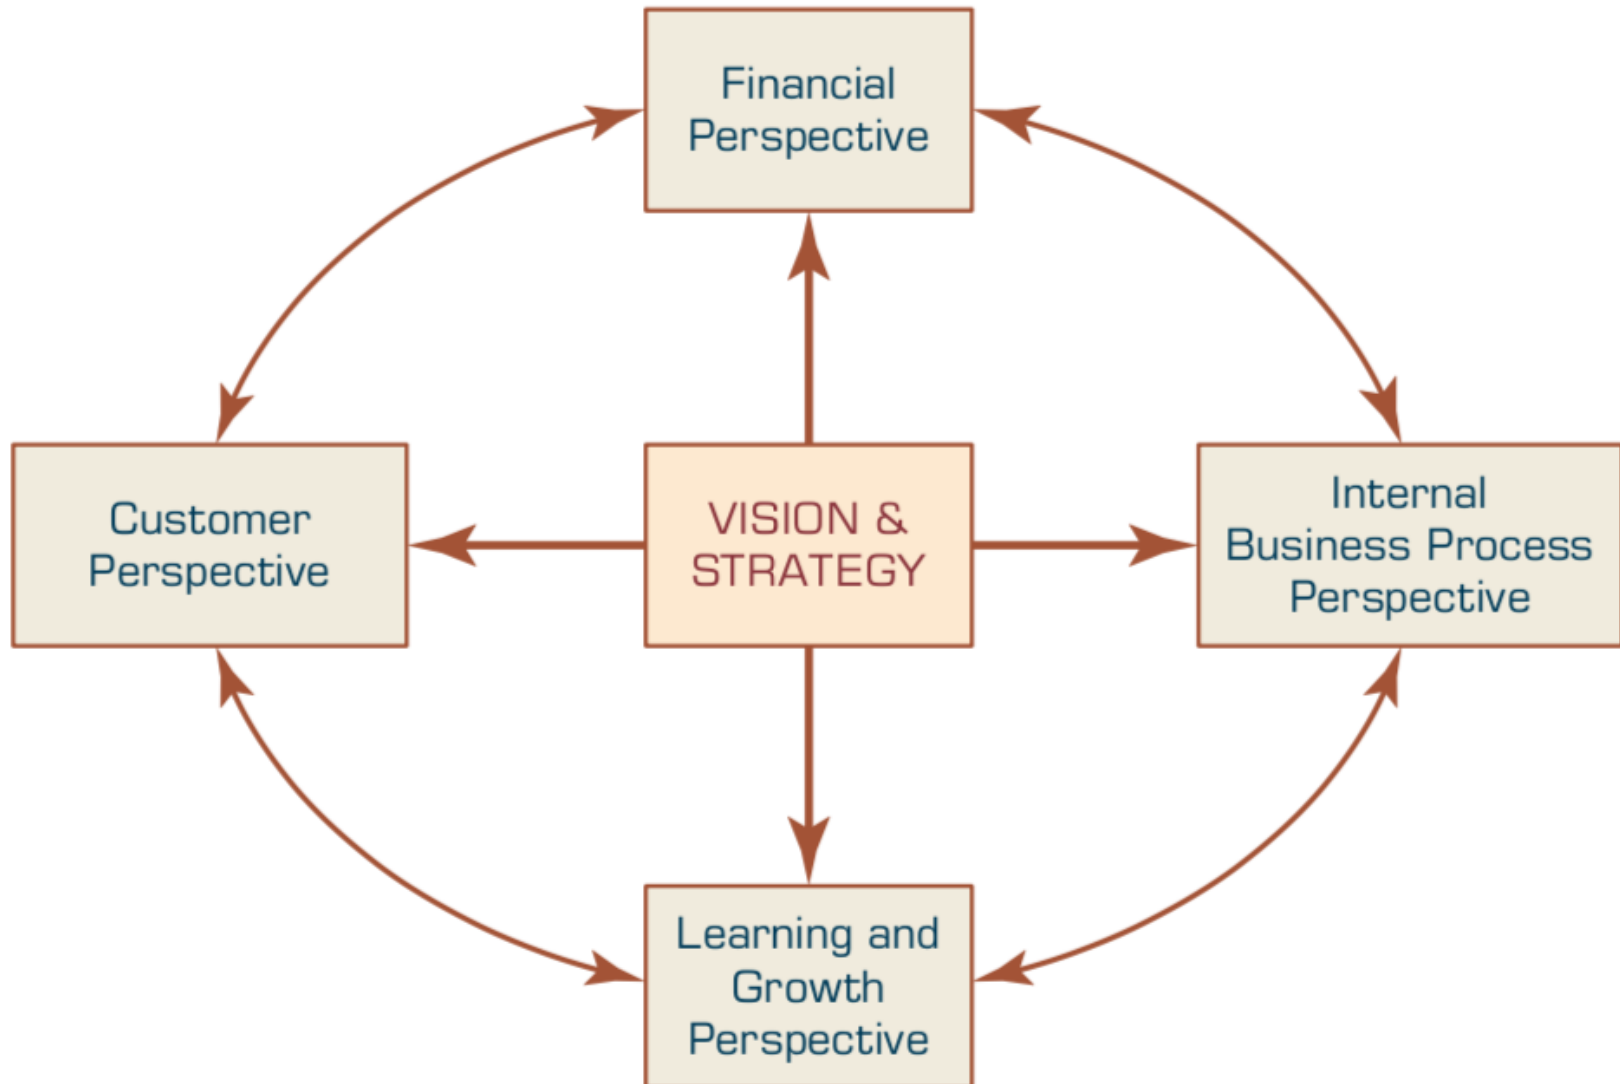 Financial
Perspective
Customer
Perspective
VISION &
STRATEGY
Internal
Business Process
Perspective
Learning and
Growth
Perspective